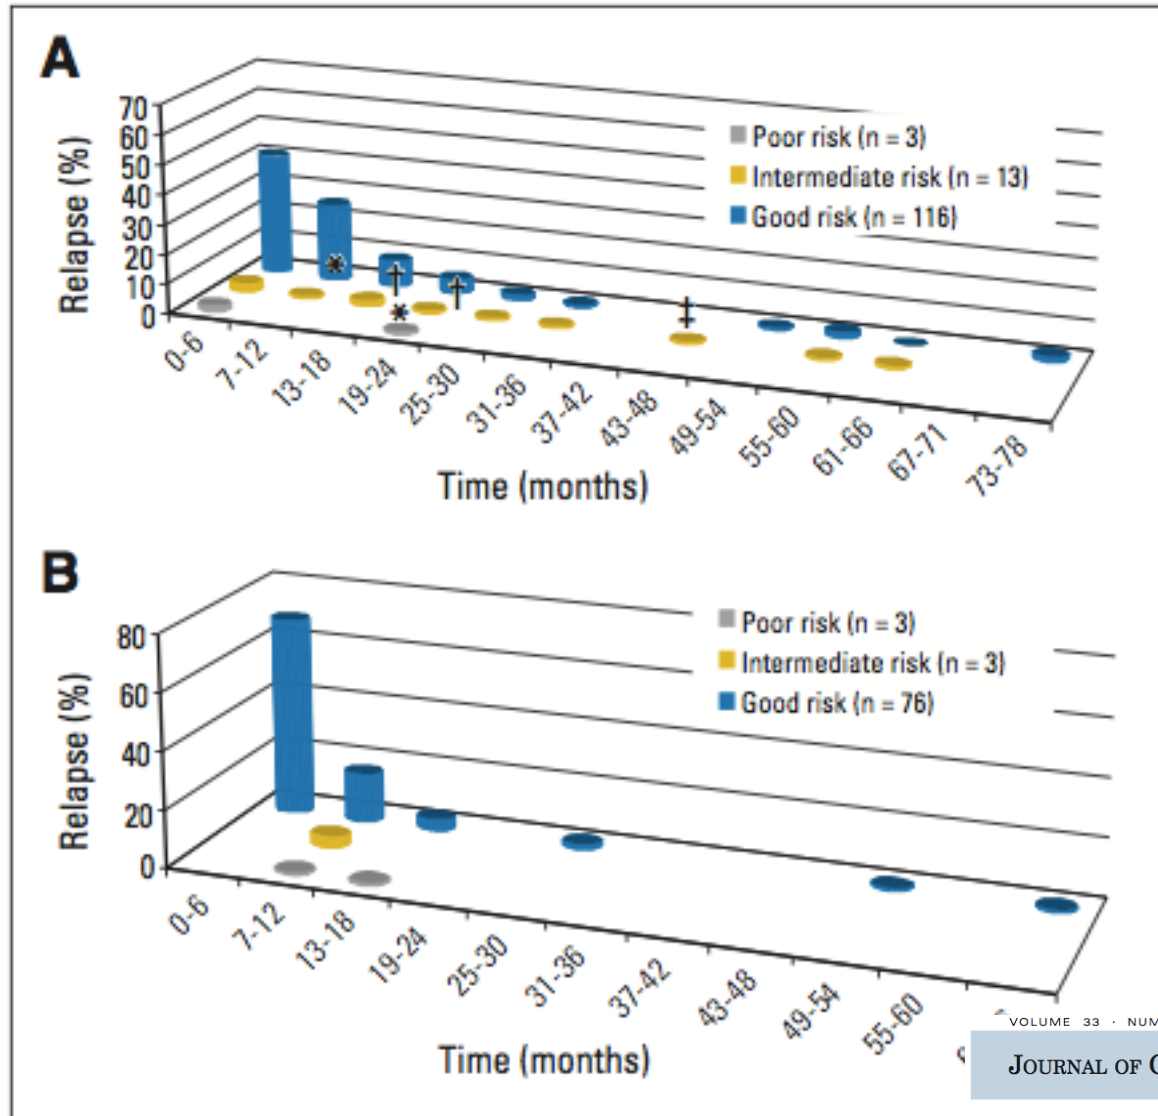 A
Relapse (%)
70
60
50
40
30
20
10
0
Poor risk (n = 3)
Intermediate risk (n = 13)
Good risk (n = 116)
*
†
†
*
‡
0-6
7-12
13-18
19-24
25-30
31-36
37-42
43-48
49-54
55-60
61-66
67-71
73-78
Time (months)
B
Relapse (%)
80
60
40
20
0
Poor risk (n = 3)
Intermediate risk (n = 3)
Good risk (n = 76)
0-6
7-12
13-18
19-24
25-30
31-36
37-42
43-48
49-54
55-60
Time (months)
VOLUME 33 · NUM
JOURNAL OF